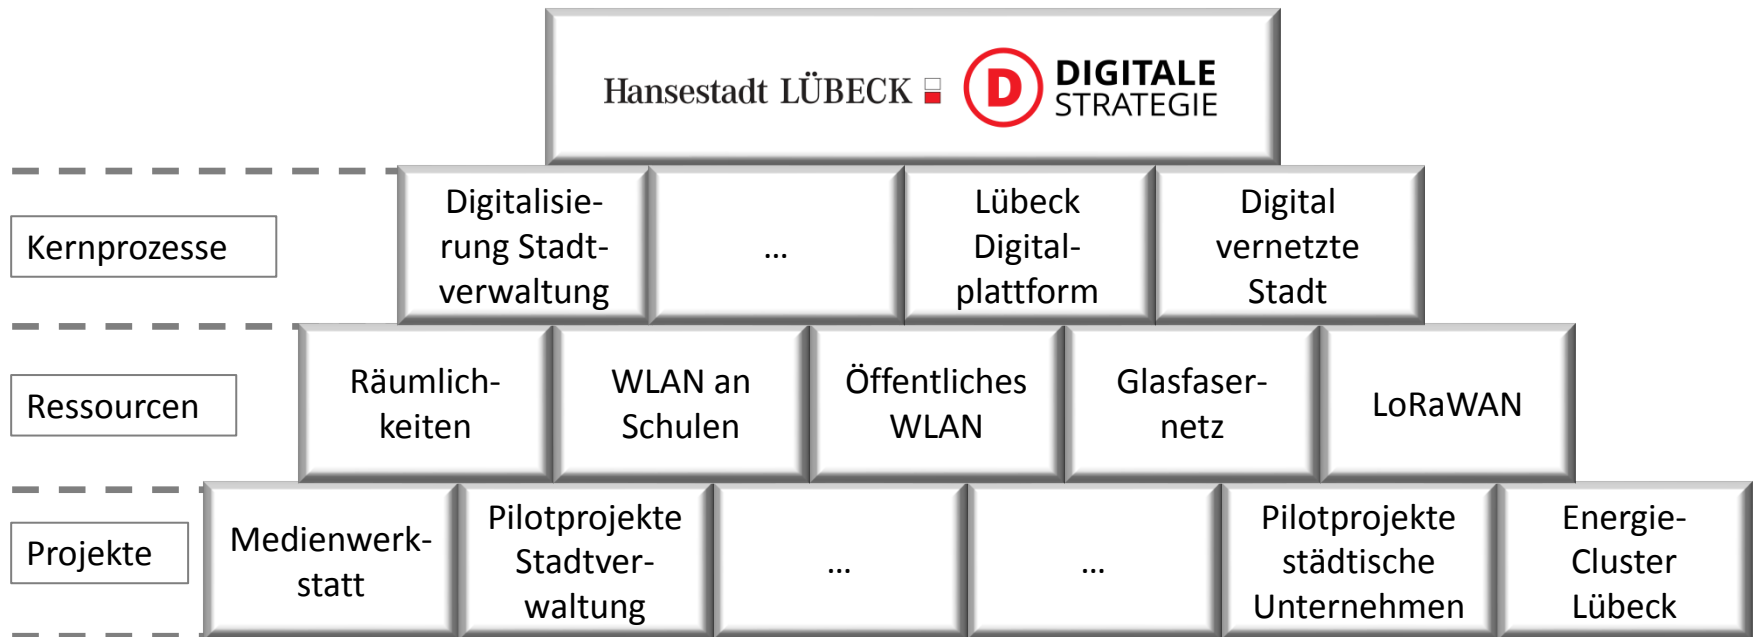 Hansestadt LÜBECK
D
DIGITALE
STRATEGIE
Kernprozesse
Digitalisie-
rung Stadt-
verwaltung
...
Lübeck
Digital-
plattform
Digital
vernetzte
Stadt
Ressourcen
Räumlich-
keiten
WLAN an
Schulen
Öffentliches
WLAN
Glasfaser-
netz
LoRaWAN
Projekte
Medienwerk-
statt
Pilotprojekte
Stadtver-
waltung
...
...
Pilotprojekte
städtische
Unternehmen
Energie-
Cluster
Lübeck